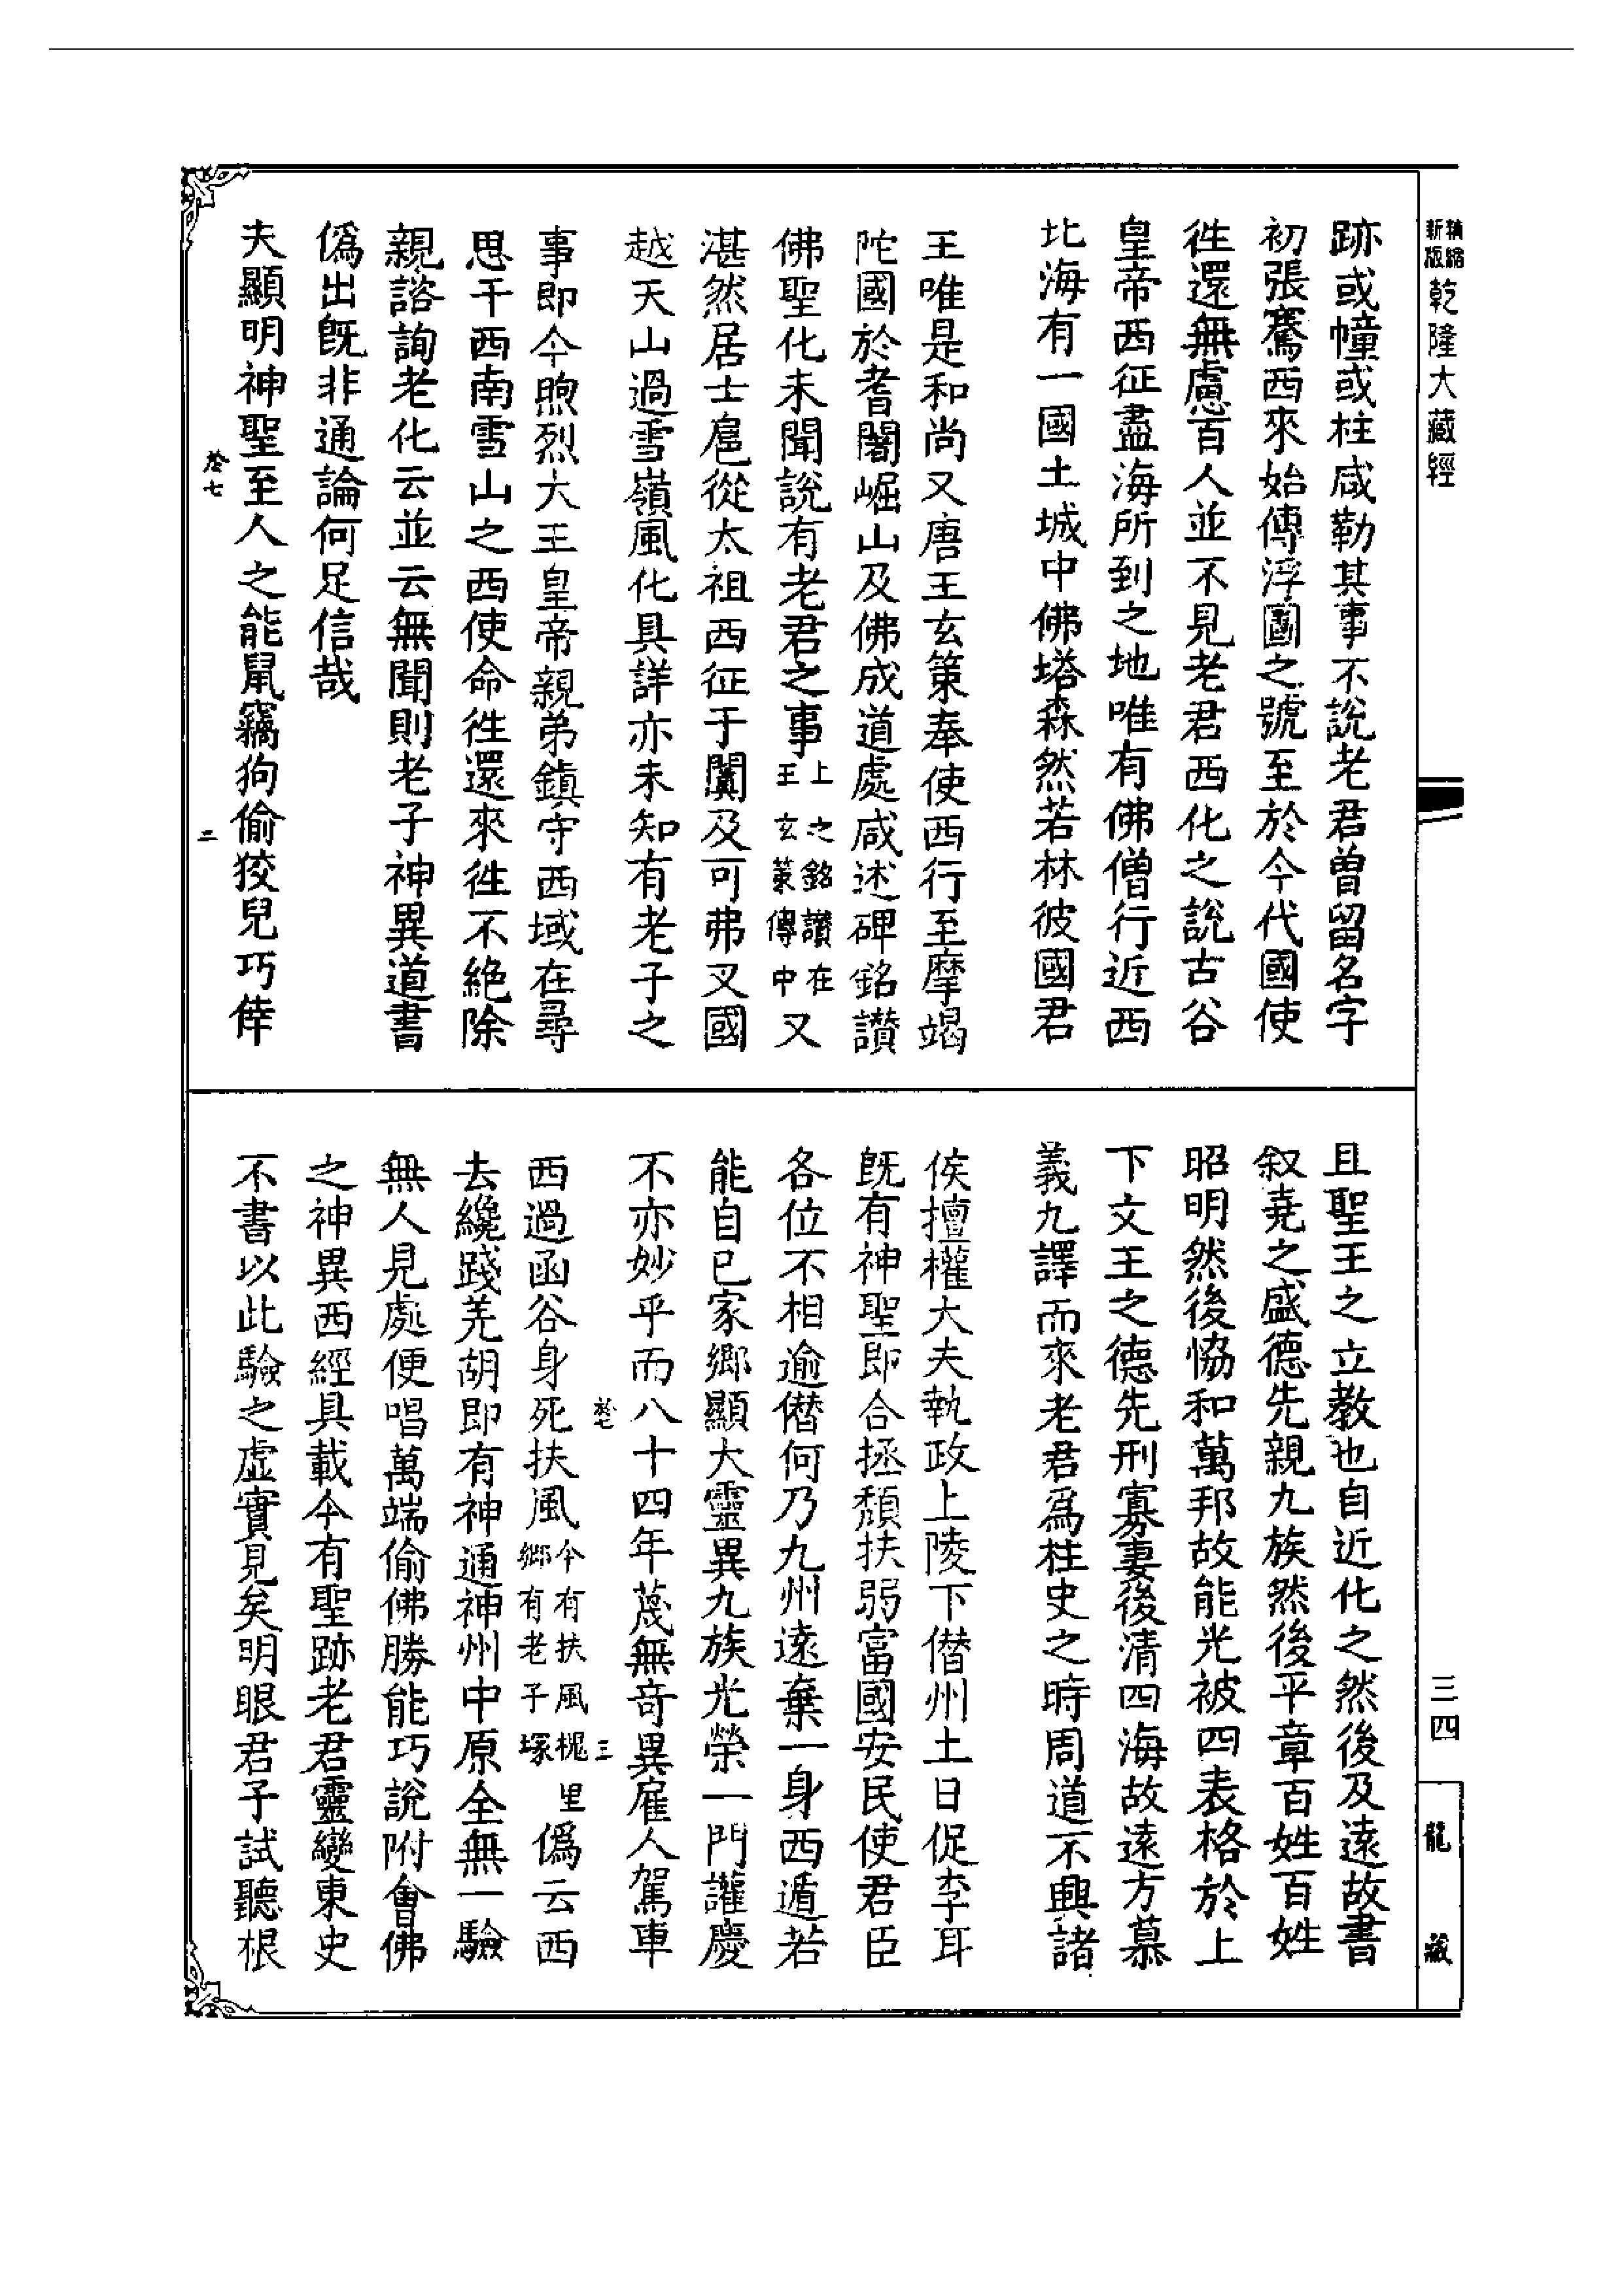 精縮新版乾隆大藏經
三四
龍藏
跡或幢或柱咸勒其事不說老君曽留名字
初張騫西來始傳浮圖之號至於今代國使
徃還無慮百人並不見老君西化之說古谷
皇帝西征盡海所到之地唯有佛僧行近西
北海有一國土城中佛塔森然若林彼國君
王唯是和尚又唐王玄策奉使西行至摩竭
陀國於耆闍崛山及佛成道處咸述碑銘讃
佛聖化未聞說有老君之事上之銘讃在王玄策傳中又
湛然居士扈從太祖西征于闐及可弗叉國
越天山過雪嶺風化具詳亦未知有老子之
事即今煦烈大王皇帝親弟鎮守西域在尋
思干西南雪山之西使命徃還來徃不絕除
親諮詢老化云並云無聞則老子神異道書
偽出旣非通論何足信哉
夫顯明神聖至人之能鼠竊狗偷狡兒巧倖
於七
二
且聖王之立教也自近化之然後及遠故書
叙堯之盛德先親九族然後平章百姓百姓
昭明然後恊和萬邦故能光被四表格於上
下文王之德先刑寡妻後清四海故遠方慕
義九譯而來老君爲柱史之時周道不興諸
侯擅權大夫執政上陵下僭州土日促李耳
旣有神聖即合拯頹扶弱富國安民使君臣
各位不相逾僭何乃九州遠棄一身西遁若
能自已家鄉顯大靈異九族光榮一門讙慶
不亦妙乎而八十四年蔑無竒異雇人駕車
於七
三
西過函谷身死扶風今有扶風槐里鄉有老子塚偽云西
去纔踐羌胡即有神通神州中原全無一驗
無人見處便唱萬端偷佛勝能巧說附會佛
之神異西經具載今有聖跡老君靈變東史
不書以此驗之虛實見矣明眼君子試聽根